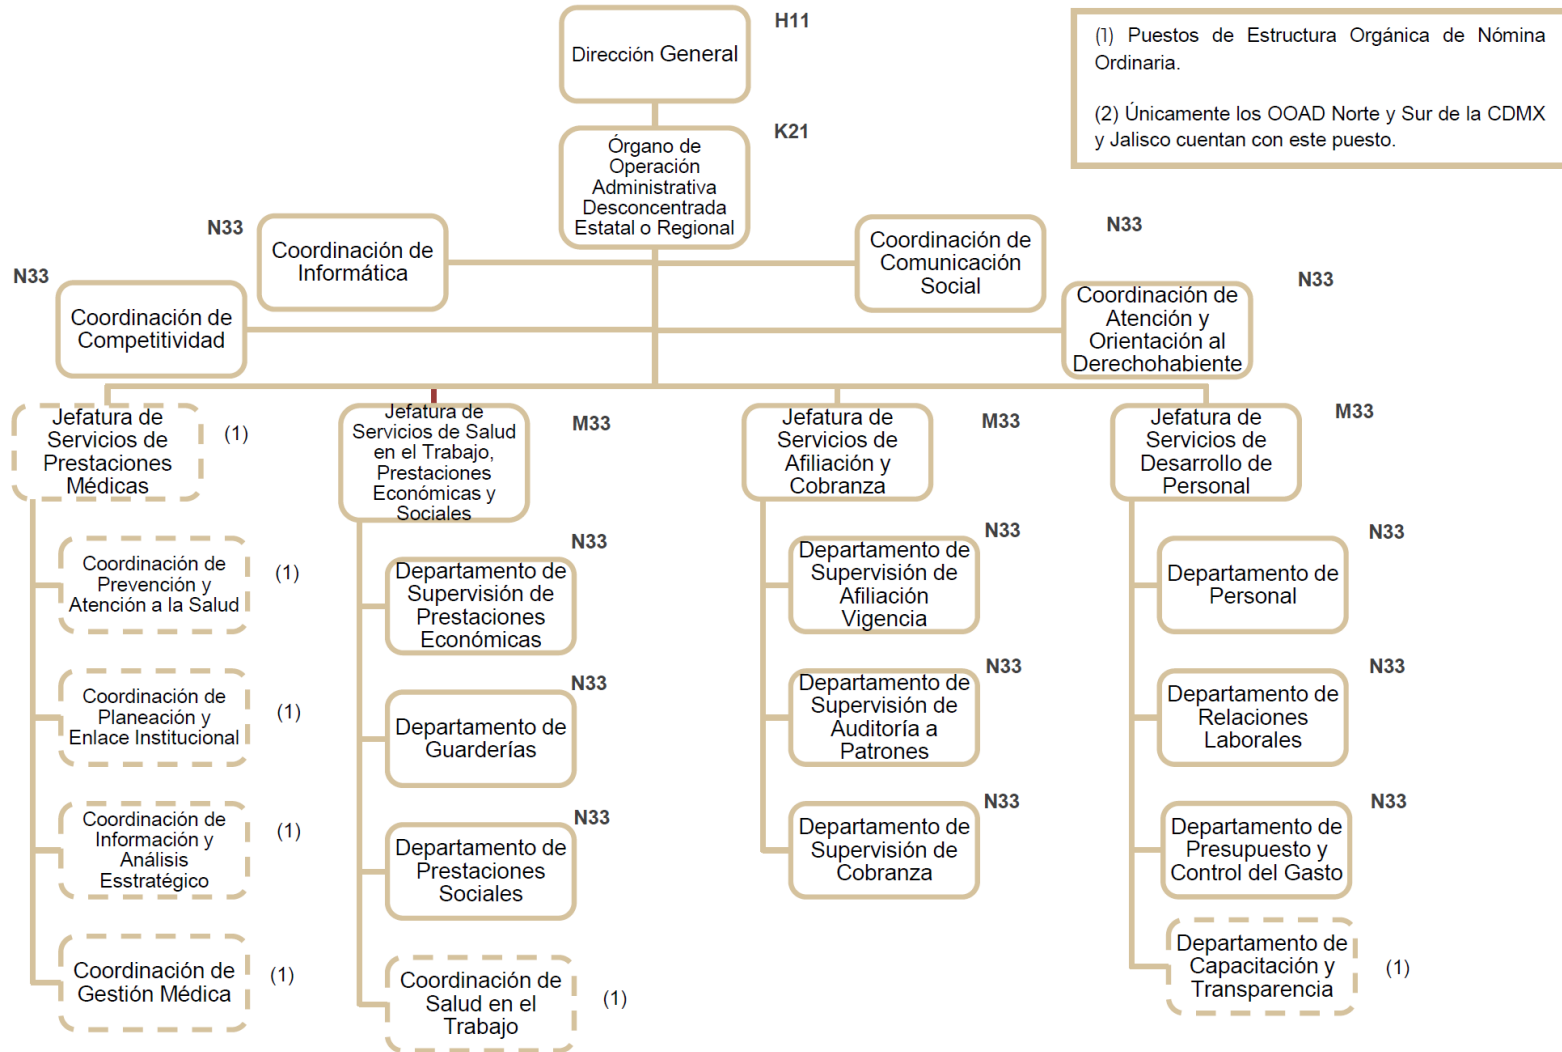 H11
Dirección General
(1) Puestos de Estructura Orgánica de Nómina
Ordinaria.
(2) Únicamente los OOAD Norte y Sur de la CDMX
y Jalisco cuentan con este puesto.
K21
Órgano de
Operación
Administrativa
Desconcentrada
Estatal o Regional
N33
Coordinación de
Informática
N33
Coordinación de
Comunicación
Social
N33
Coordinación de
Competitividad
N33
Coordinación de
Atención y
Orientación al
Derechohabiente
Jefatura de
Servicios de
Prestaciones
Médicas
(1)
Coordinación de
Prevención y
Atención a la Salud
(1)
Coordinación de
Planeación y
Enlace Institucional
(1)
Coordinación de
Información y
Análisis
Esstratégico
(1)
Coordinación de
Gestión Médica
(1)
Jefatura de
Servicios de Salud
en el Trabajo,
Prestaciones
Económicas y
Sociales
M33
N33
Departamento de
Supervisión de
Prestaciones
Económicas
N33
Departamento de
Guarderías
N33
Departamento de
Prestaciones
Sociales
Coordinación de
Salud en el
Trabajo
(1)
Jefatura de
Servicios de
Afiliación y
Cobranza
M33
N33
Departamento de
Supervisión de
Afiliación
Vigencia
N33
Departamento de
Supervisión de
Auditoría a
Patrones
N33
Departamento de
Supervisión de
Cobranza
Jefatura de
Servicios de
Desarrollo de
Personal
M33
N33
Departamento de
Personal
N33
Departamento de
Relaciones
Laborales
N33
Departamento de
Presupuesto y
Control del Gasto
Departamento de
Capacitación y
Transparencia
(1)